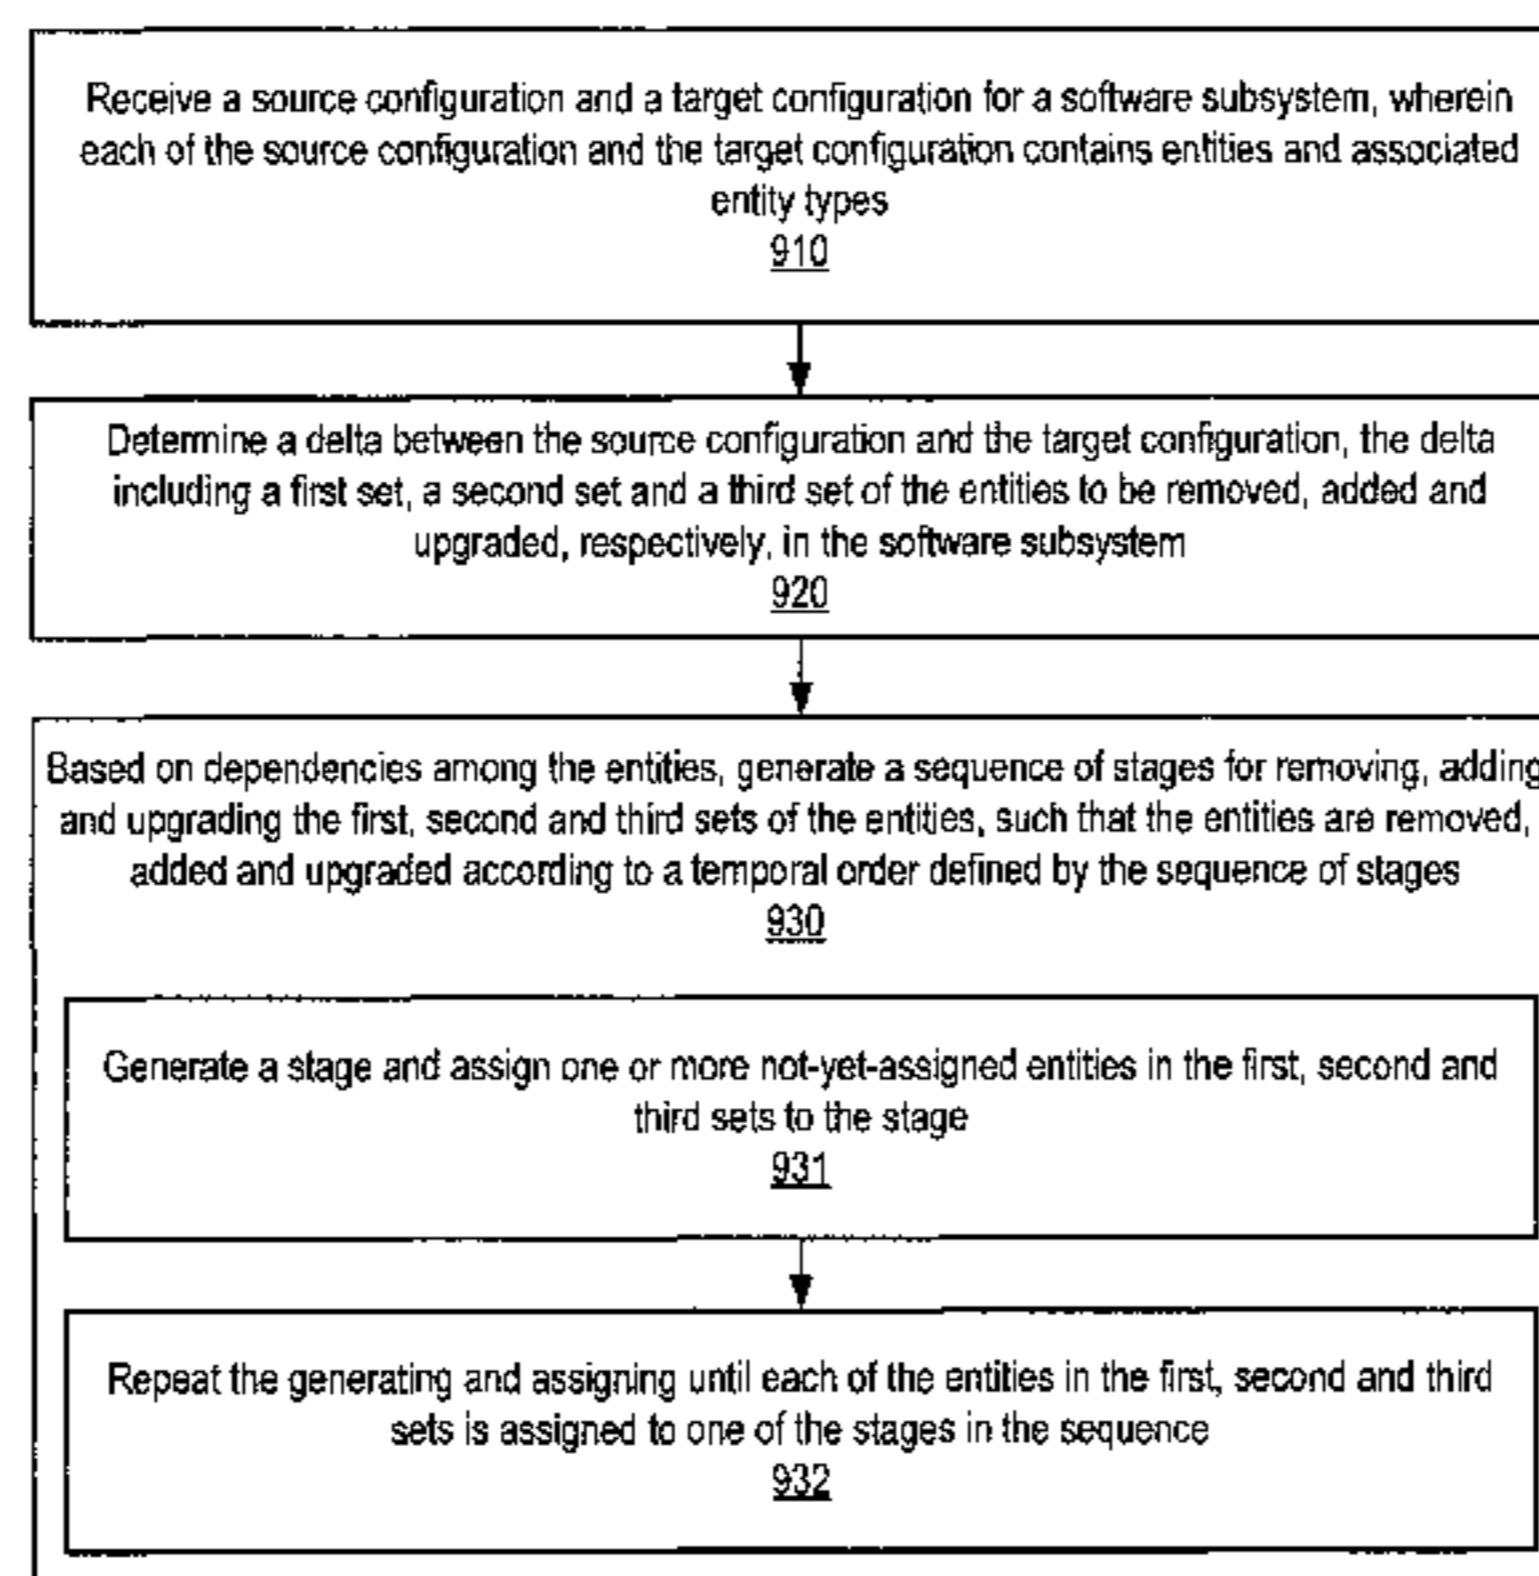 Receive a source configuration and a target configuration for a software subsystem, wherein
each of the source configuration and the target configuration contains entities and associated
entity types
910
Determine a delta between the source configuration and the target configuration, the delta
including a first set, a second set and a third set of the entities to be removed, added and
upgraded, respectively, in the software subsystem
920
Based on dependencies among the entities, generate a sequence of stages for removing, adding
and upgrading the first, second and third sets of the entities, such that the entities are removed,
added and upgraded according to a temporal order defined by the sequence of stages
930
Generate a stage and assign one or more not-yet-assigned entities in the first, second and
third sets to the stage
931
Repeat the generating and assigning until each of the entities in the first, second and third
sets is assigned to one of the stages in the sequence
932